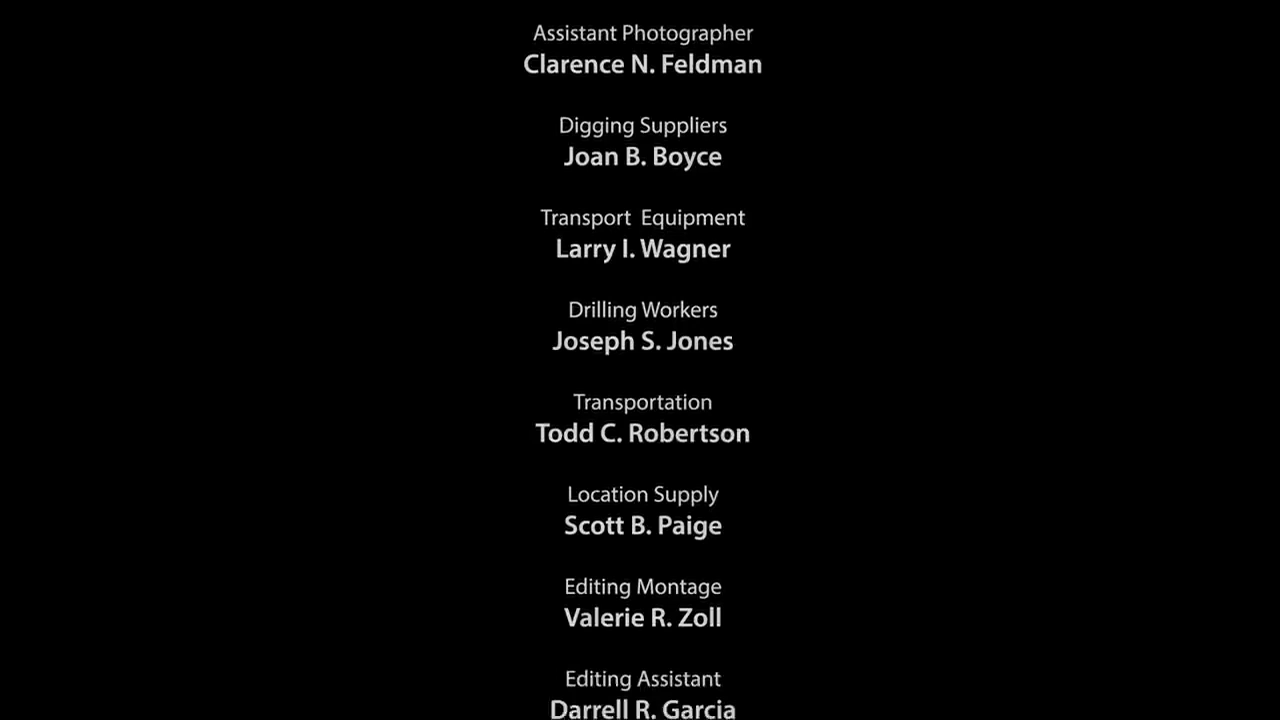 Assistant Photographer
Clarence N. Feldman
Digging Suppliers
Joan B. Boyce
Transport  Equipment
Larry I. Wagner
Drilling Workers
Joseph S. Jones
Transportation
Todd C. Robertson
Location Supply
Scott B. Paige
Editing Montage
Valerie R. Zoll
Editing Assistant
Darrell R. Garcia